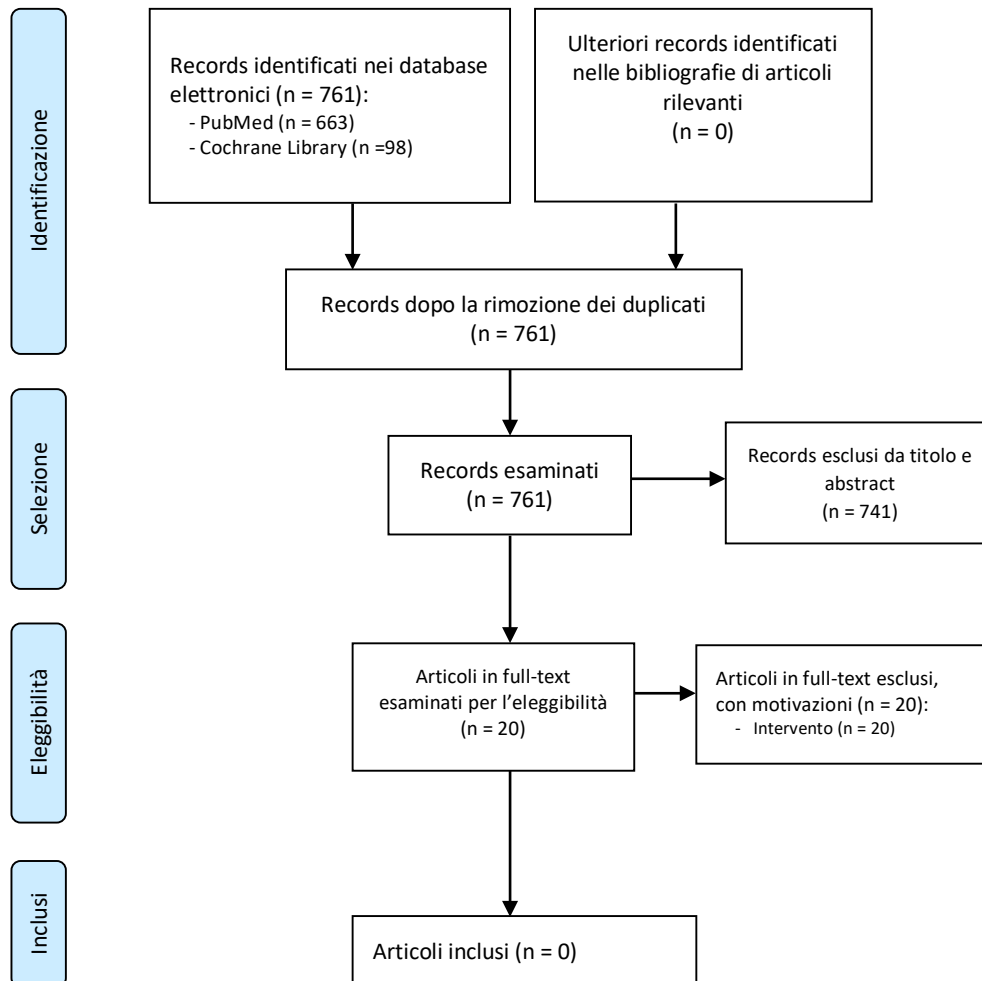 Identificazione
Records identificati nei database
elettronici (n = 761):
- PubMed (n = 663)
- Cochrane Library (n =98)
Ulteriori records identificati
nelle bibliografie di articoli
rilevanti
(n = 0)
Records dopo la rimozione dei duplicati
(n = 761)
Selezione
Records esaminati
(n = 761)
Records esclusi da titolo e
abstract
(n = 741)
Eleggibilità
Articoli in full-text
esaminati per l’eleggibilità
(n = 20)
Articoli in full-text esclusi,
con motivazioni (n = 20):
- Intervento (n = 20)
Inclusi
Articoli inclusi (n = 0)